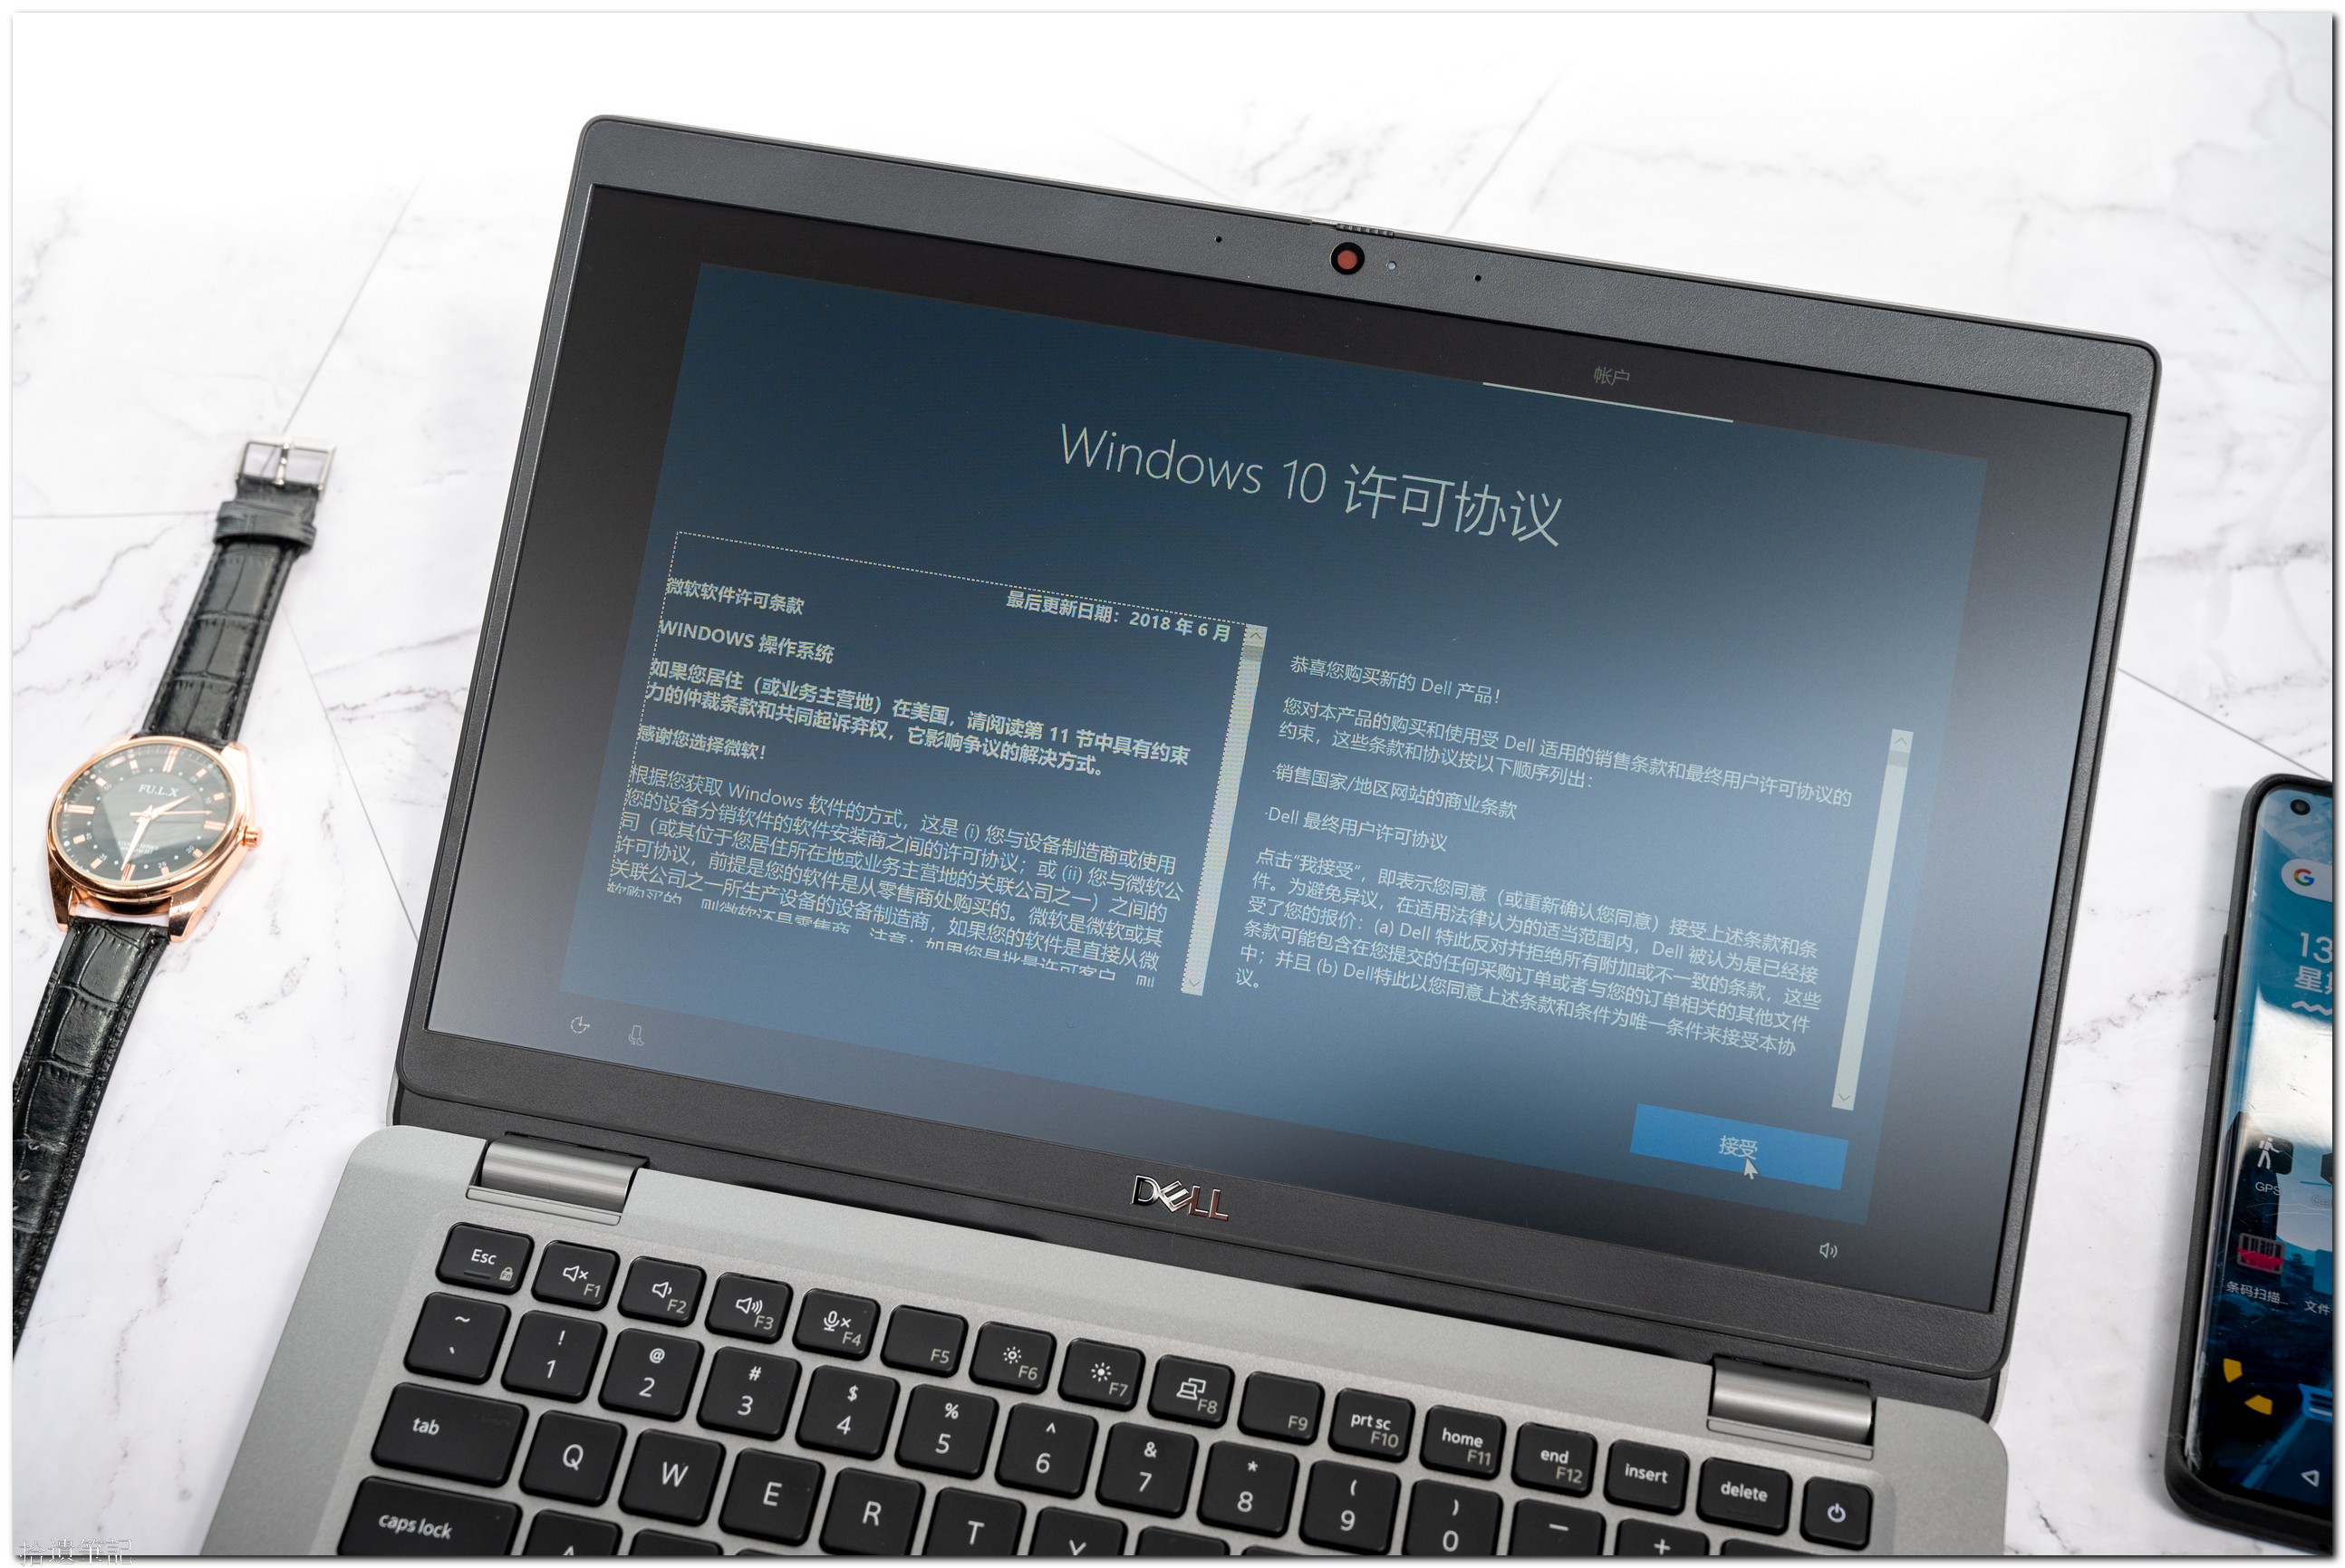 帐户
Windows 10 许可协议
微软软件许可条款
最后更新日期：2018 年 6 月
WINDOWS 操作系统
如果您居住（或业务主营地）在美国，请阅读第 11 节中具有约束
力的仲裁条款和共同起诉弃权，它影响争议的解决方式。
感谢您选择微软！
根据您获取 Windows 软件的方式，这是 (i) 您与设备制造商或使用
您的设备分销软件的软件安装商之间的许可协议；或 (ii) 您与微软公
司（或其位于您居住所在地或业务主营地的关联公司之一）之间的
许可协议，前提是您的软件是从零售商处购买的。微软是微软或其
关联公司之一所生产设备的设备制造商，如果您的软件是直接从微
软购买的，则微软还是零售商。注意：如果您是批量许可客户，则
恭喜您购买新的 Dell 产品！
您对本产品的购买和使用受 Dell 适用的销售条款和最终用户许可协议的
约束，这些条款和协议按以下顺序列出：
·销售国家/地区网站的商业条款
·Dell 最终用户许可协议
点击“我接受”，即表示您同意（或重新确认您同意）接受上述条款和条
件。为避免异议，在适用法律认为的适当范围内，Dell 被认为是已经接
受了您的报价：(a) Dell 特此反对并拒绝所有附加或不一致的条款，这些
条款可能包含在您提交的任何采购订单或者与您的订单相关的其他文件
中；并且 (b) Dell特此以您同意上述条款和条件为唯一条件来接受本协
议。
接受
DELL
Esc F1 F2 F3 F4 F5 F6 F7 F8 F9 prt sc F10 home F11 end F12 insert delete
~ ` ! 1 @ 2 # 3 $ 4 % 5 ^ 6 & 7 * 8 ( 9 ) 0 — +
tab Q W E R T Y
caps lock A
FU.L.X
G
13
GPS
条码扫描
文件
拾遺筆記